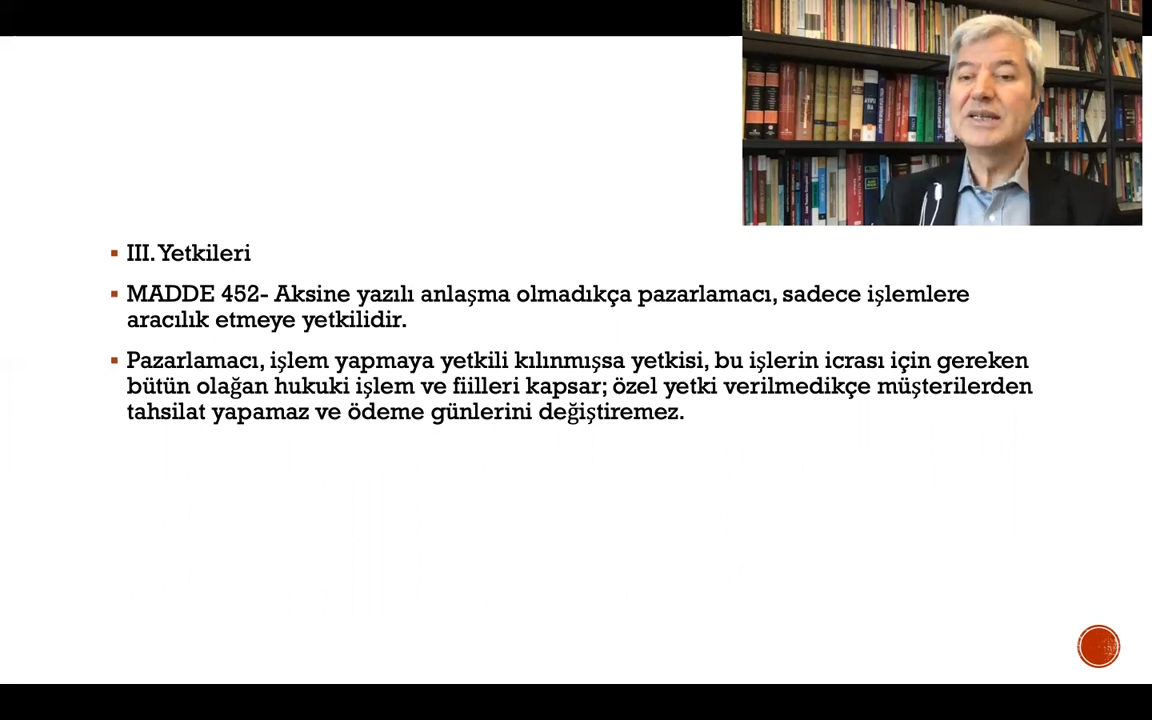 III. Yetkileri
MADDE 452- Aksine yazılı anlaşma olmadıkça pazarlamacı, sadece işlemlere
aracılık etmeye yetkilidir.
Pazarlamacı, işlem yapmaya yetkili kılınmışsa yetkisi, bu işlerin icrası için gereken
bütün olağan hukuki işlem ve fiilleri kapsar; özel yetki verilmedikçe müşterilerden
tahsilat yapamaz ve ödeme günlerini değiştiremez.